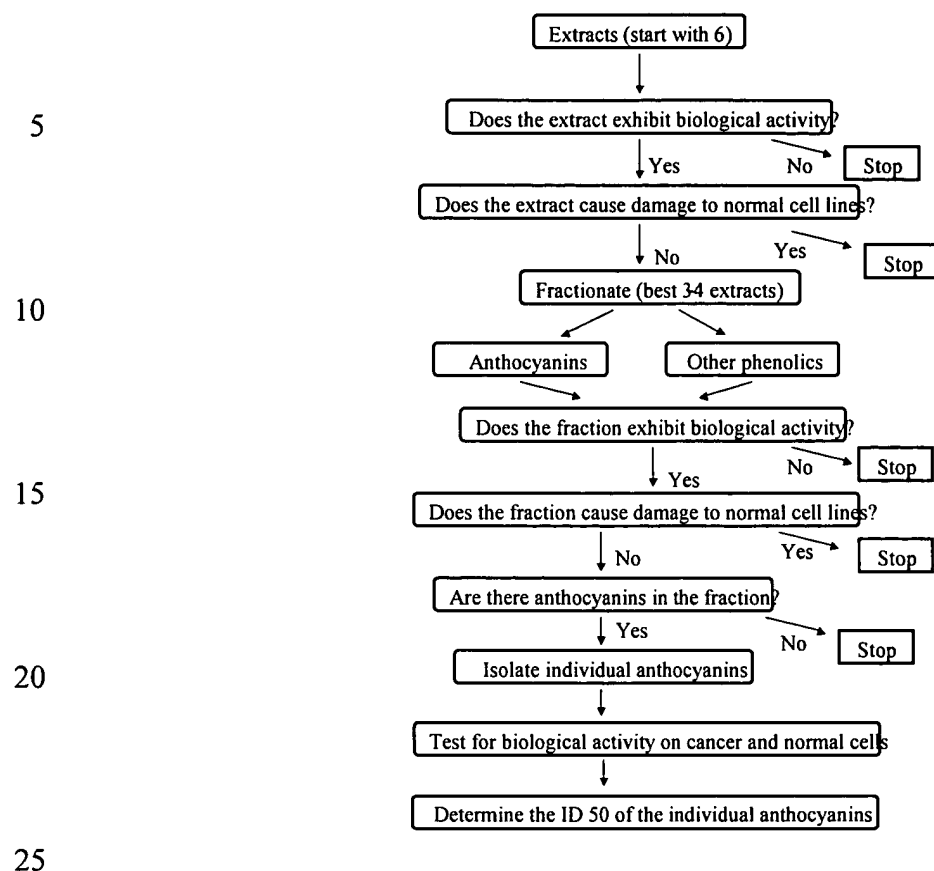 Extracts (start with 6)
5
Does the extract exhibit biological activity?
Yes
No
Stop
Does the extract cause damage to normal cell lines?
No
Yes
Stop
10
Fractionate (best 34 extracts)
Anthocyanins
Other phenolics
Does the fraction exhibit biological activity?
Yes
No
Stop
15
Does the fraction cause damage to normal cell lines?
No
Yes
Stop
Are there anthocyanins in the fraction?
Yes
No
Stop
20
Isolate individual anthocyanins
Test for biological activity on cancer and normal cells
Determine the ID 50 of the individual anthocyanins
25